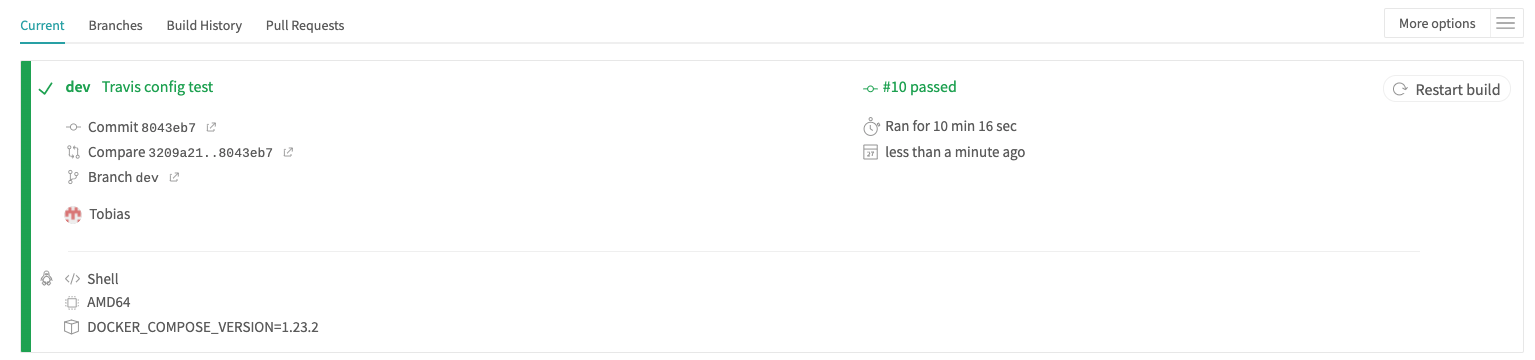 Current Branches Build History Pull Requests More options
dev Travis config test #10 passed Restart build
Commit 8043eb7 Ran for 10 min 16 sec
Compare 3209a21..8043eb7 less than a minute ago
27
Branch dev
Tobias
</> Shell
AMD64
DOCKER_COMPOSE_VERSION=1.23.2